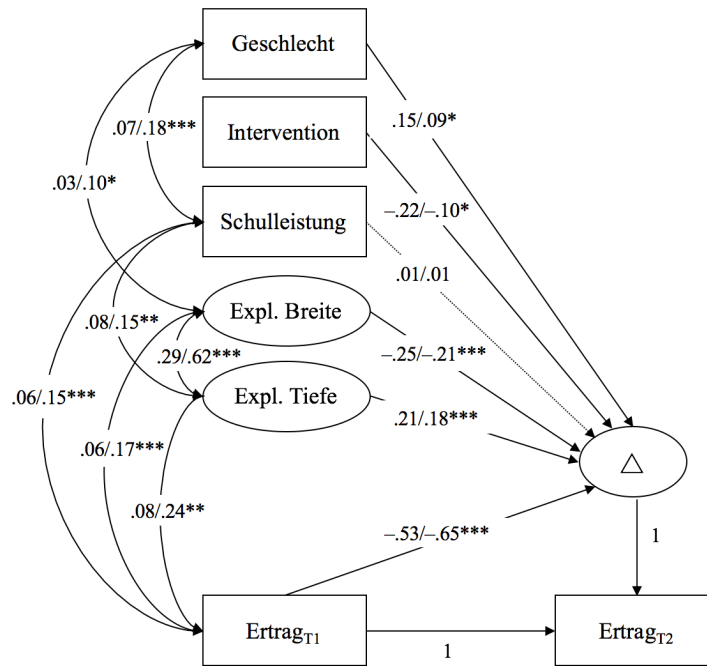 Geschlecht
.15/.09*
.07/.18***
Intervention
.03/.10*
–.22/–.10*
Schulleistung
.01/.01
Expl. Breite
.08/.15**
.29/.62***
–.25/–.21***
Expl. Tiefe
.06/.15***
.21/.18***
.06/.17***
△
.08/.24**
–.53/–.65***
1
ErtragT1
1
ErtragT2